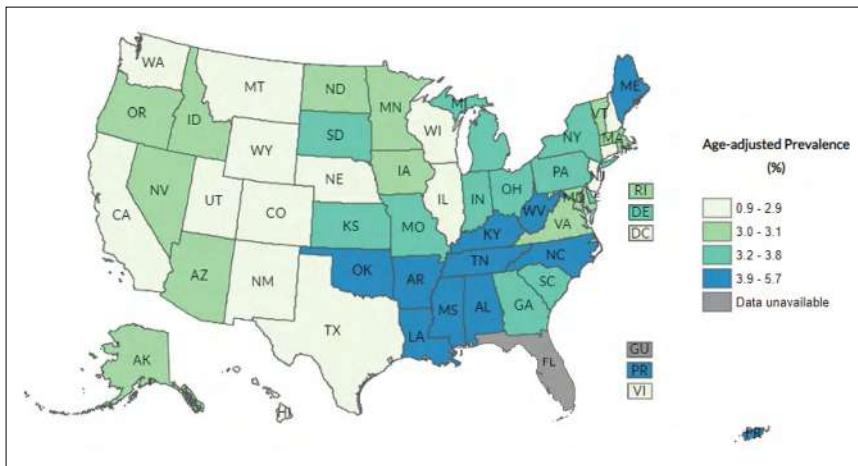 WA
MT
ND
MN
ME
OR
ID
SD
WI
MI
VT
NY
MA
WY
IA
NE
PA
NV
UT
IL
IN
OH
MD
CA
CO
KS
MO
WV
VA
KY
AZ
NM
OK
AR
TN
NC
SC
MS
AL
GA
TX
LA
FL
AK
HI
RI
DE
DC
GU
PR
VI
PR
Age-adjusted Prevalence
(%)
0.9 - 2.9
3.0 - 3.1
3.2 - 3.8
3.9 - 5.7
Data unavailable